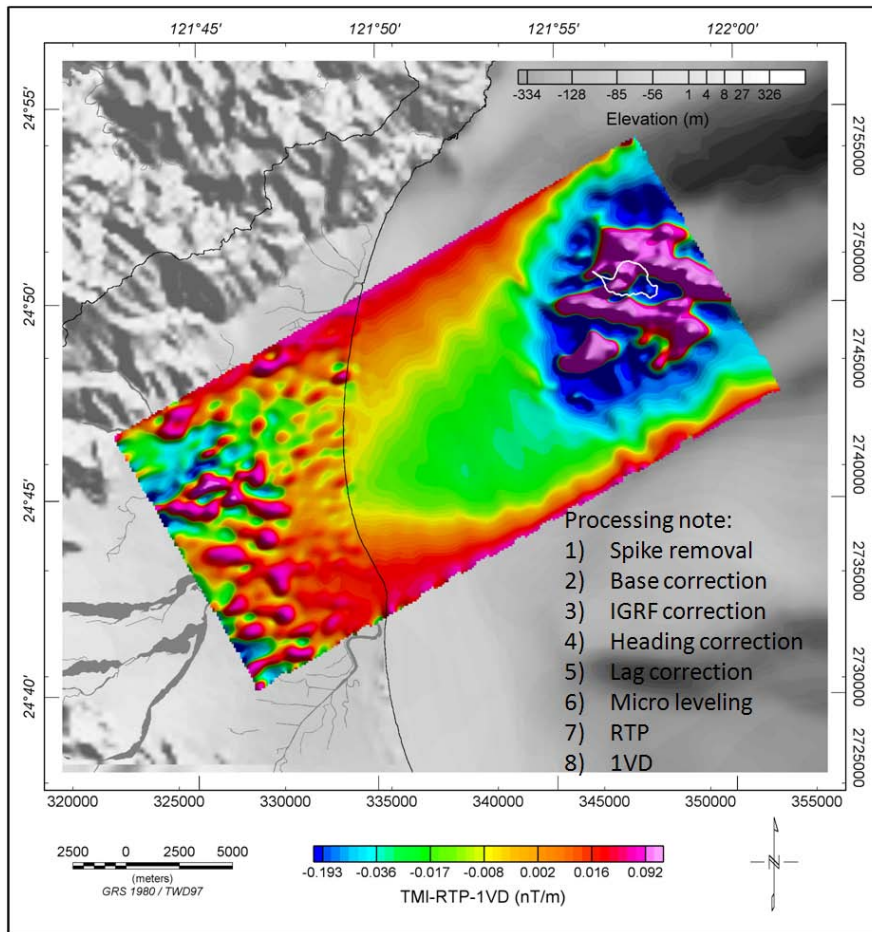 121°45' 121°50' 121°55' 122°00'
24°55'
24°50'
24°45'
24°40'
-334 -128 -85 -56 1 4 8 27 326
Elevation (m)
2755000
2750000
2745000
2740000
2735000
2730000
2725000
Processing note:
1) Spike removal
2) Base correction
3) IGRF correction
4) Heading correction
5) Lag correction
6) Micro leveling
7) RTP
8) 1VD
320000 325000 330000 335000 340000 345000 350000 355000
2500 0 2500 5000
(meters)
GRS 1980 / TWD97
-0.193 -0.036 -0.017 -0.008 0.002 0.016 0.092
TMI-RTP-1VD (nT/m)
N